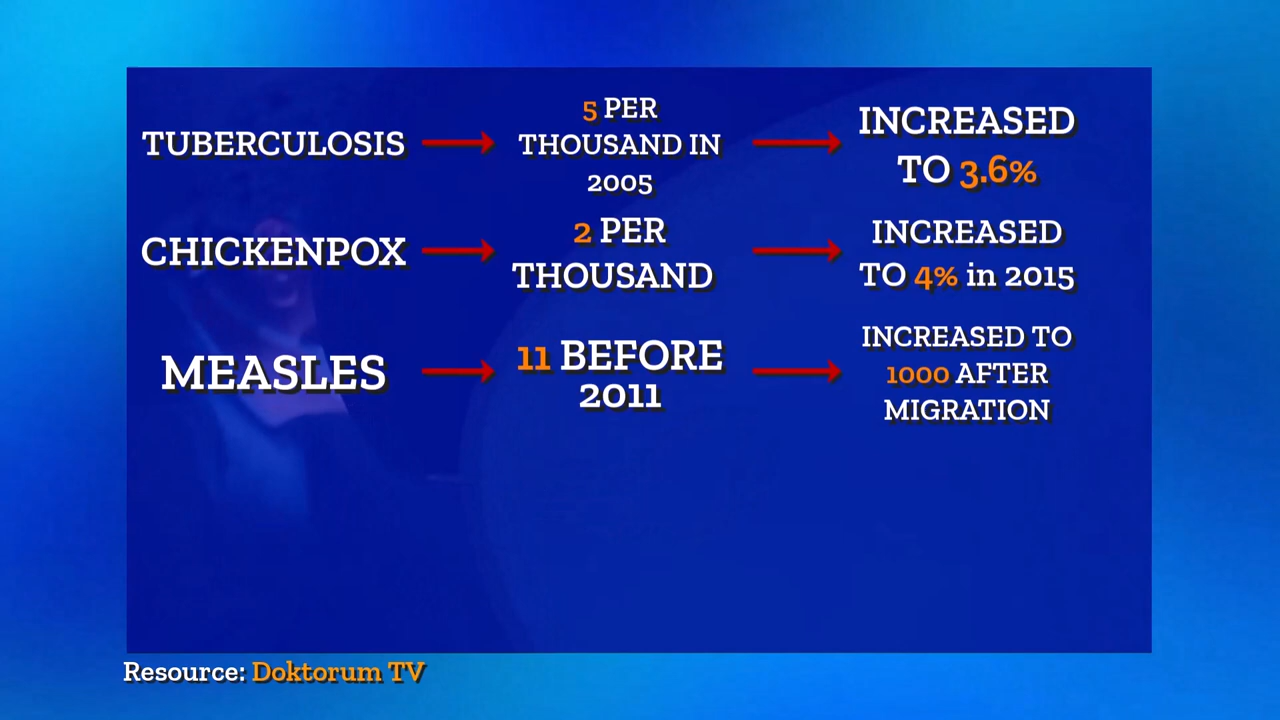 TUBERCULOSIS
5 PER
THOUSAND IN
2005
INCREASED
TO 3.6%
CHICKENPOX
2 PER
THOUSAND
INCREASED
TO 4% in 2015
MEASLES
11 BEFORE
2011
INCREASED TO
1000 AFTER
MIGRATION
Resource: Doktorum TV